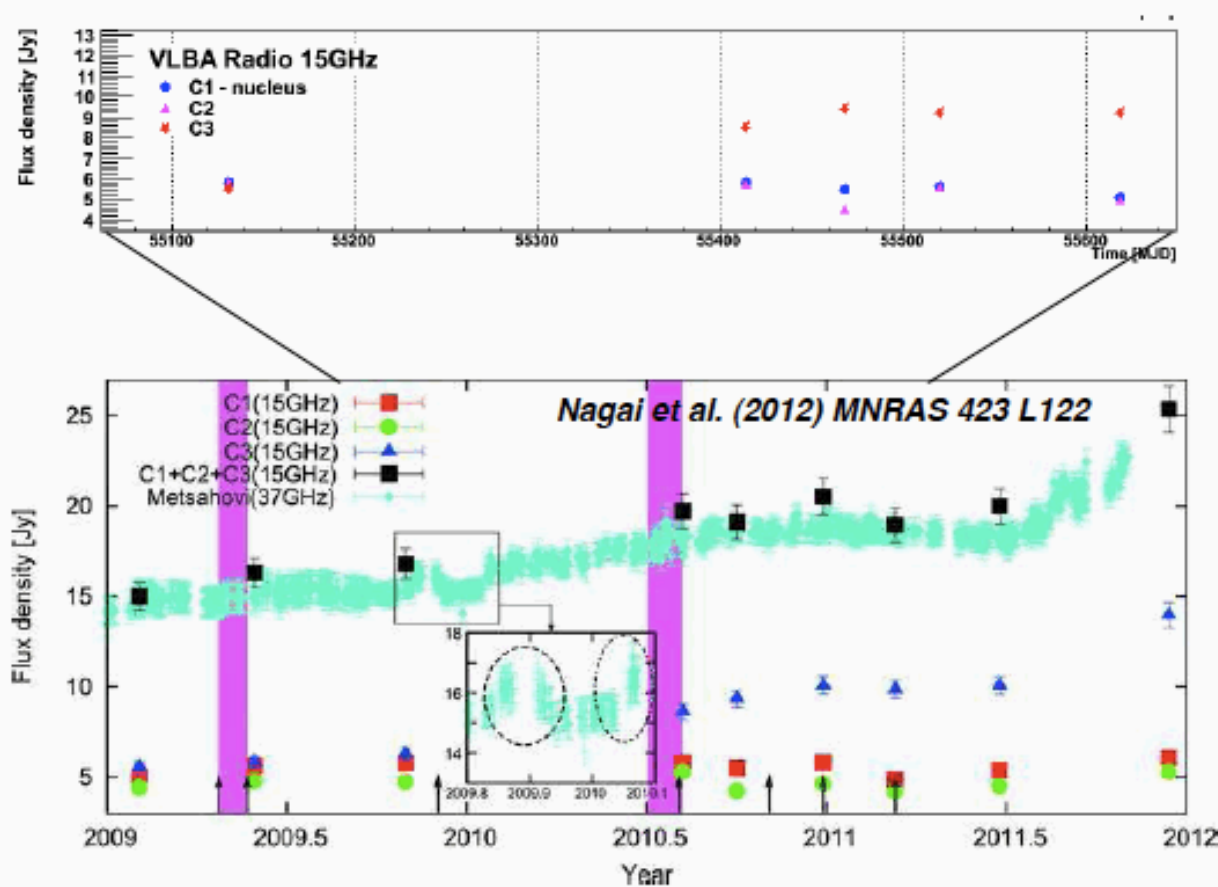 13
12
11
10
9
8
7
6
5
4
Flux density [Jy]
VLBA Radio 15GHz
C1 - nucleus
C2
C3
55100 55200 55300 55400 55500 55600
Time [MJD]
Nagai et al. (2012) MNRAS 423 L122
C1(15GHz)
C2(15GHz)
C3(15GHz)
C1+C2+C3(15GHz)
Metsahovi(37GHz)
25
20
15
10
5
Flux density [Jy]
18
16
14
2009.8 2009.9 2010 2010.1
2009 2009.5 2010 2010.5 2011 2011.5 2012
Year